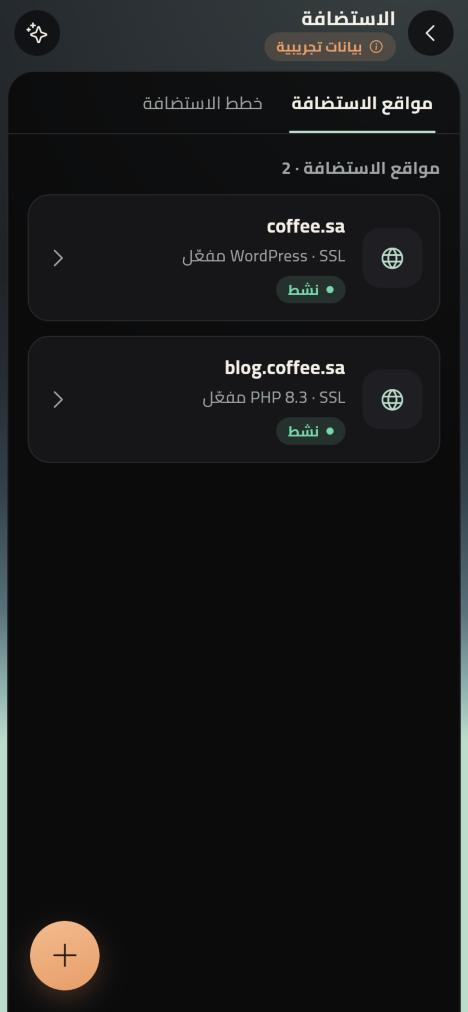 الاستضافة
بيانات تجريبية
مواقع الاستضافة
خطط الاستضافة
مواقع الاستضافة · 2
coffee.sa
WordPress · SSL مفعّل
نشط
blog.coffee.sa
PHP 8.3 · SSL مفعّل
نشط